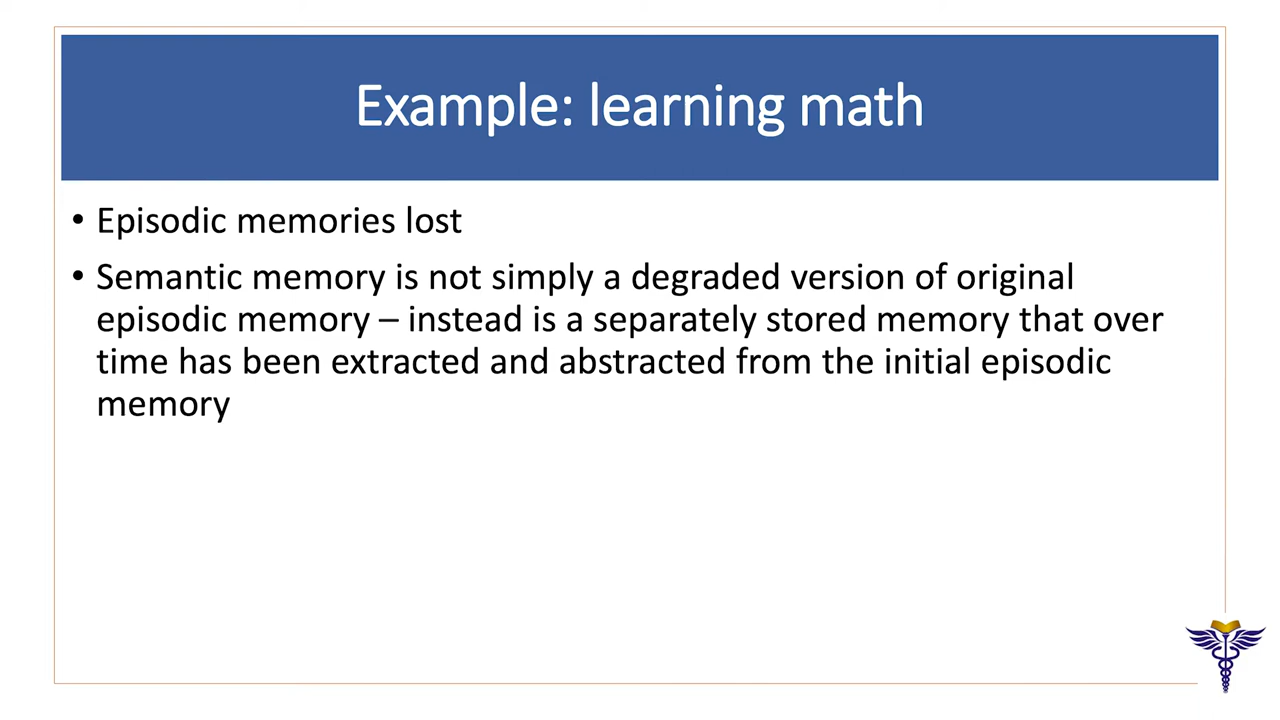 Example: learning math
• Episodic memories lost
• Semantic memory is not simply a degraded version of original
episodic memory – instead is a separately stored memory that over
time has been extracted and abstracted from the initial episodic
memory